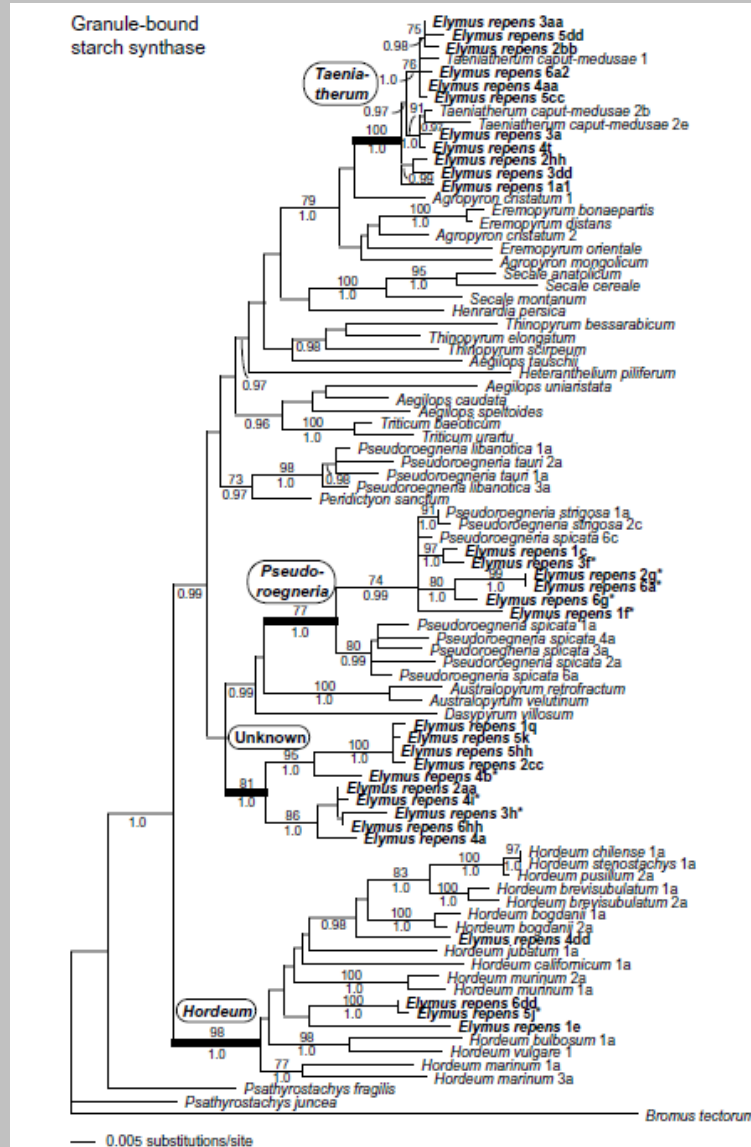 Granule-bound
starch synthase
Elymus repens 3aa
75
Elymus repens 5dd
0.98
Elymus repens 2bb
Taeniatherum caput-medusae 1
76
Taenia-
therum
1.0
Elymus repens 6a2
Elymus repens 4aa
Elymus repens 5cc
0.97
91
Taeniatherum caput-medusae 2b
0.97
Taeniatherum caput-medusae 2e
100
1.0
1.0
Elymus repens 3a
Elymus repens 4t
Elymus repens 2hh
Elymus repens 3dd
0.99
Elymus repens 1a1
79
1.0
Agropyron cristatum 1
100
1.0
Eremopyrum bonaepartis
Eremopyrum distans
Agropyron cristatum 2
Eremopyrum orientale
Agropyron mongolicum
95
1.0
Secale anatolicum
100
1.0
Secale cereale
Secale montanum
Henrardia persica
Thinopyrum bessarabicum
Thinopyrum elongatum
0.98
Thinopyrum scirpeum
Aegilops tauschii
0.97
Heteranthelium piliferum
Aegilops uniaristata
Aegilops caudata
0.96
Aegilops speltoides
100
1.0
Triticum baeoticum
Triticum urartu
Pseudoroegneria libanotica 1a
98
1.0
Pseudoroegneria tauri 2a
73
0.97
0.98
Pseudoroegneria tauri 1a
Pseudoroegneria libanotica 3a
Peridictyon sanctum
91
1.0
Pseudoroegneria strigosa 1a
Pseudoroegneria strigosa 2c
Pseudoroegneria spicata 6c
97
1.0
Elymus repens 1c
Elymus repens 3f*
0.99
Pseudo-
roegneria
74
0.99
80
1.0
99
1.0
Elymus repens 2g*
Elymus repens 6a*
Elymus repens 6g*
Elymus repens 1f*
77
1.0
Pseudoroegneria spicata 1a
80
0.99
Pseudoroegneria spicata 4a
Pseudoroegneria spicata 3a
Pseudoroegneria spicata 2a
Pseudoroegneria spicata 6a
0.99
100
1.0
Australopyrum retrofractum
Australopyrum velutinum
Dasypyrum villosum
Unknown
Elymus repens 1q
100
1.0
Elymus repens 5k
95
1.0
Elymus repens 5hh
Elymus repens 2cc
Elymus repens 4b*
81
1.0
Elymus repens 2aa
Elymus repens 4i*
86
1.0
Elymus repens 3h*
Elymus repens 6hh
Elymus repens 4a
1.0
97
1.0
Hordeum chilense 1a
100
1.0
Hordeum stenostachys 1a
Hordeum pusillum 2a
83
1.0
100
1.0
Hordeum brevisubulatum 1a
Hordeum brevisubulatum 2a
100
1.0
Hordeum bogdanii 1a
Hordeum bogdanii 2a
0.98
Elymus repens 4dd
Hordeum jubatum 1a
Hordeum californicum 1a
100
1.0
Hordeum murinum 2a
Hordeum murinum 1a
Hordeum
100
1.0
Elymus repens 6dd
Elymus repens 5j*
Elymus repens 1e
98
1.0
98
1.0
Hordeum bulbosum 1a
Hordeum vulgare 1
77
1.0
Hordeum marinum 1a
Hordeum marinum 3a
Psathyrostachys fragilis
Psathyrostachys juncea
Bromus tectorum
0.005 substitutions/site